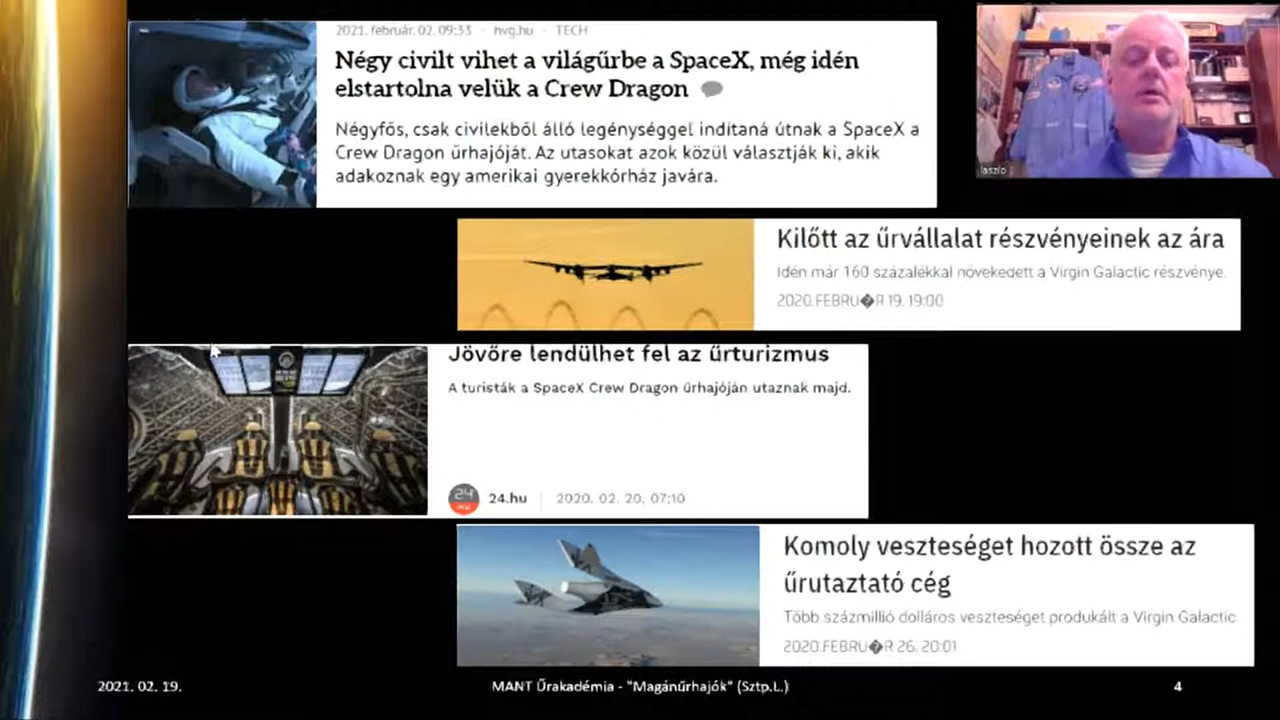 2021. február. 02. 09:33 · hvg.hu · TECH
Négy civilt vihet a világűrbe a SpaceX, még idén
elstartolna velük a Crew Dragon
Négyfős, csak civilekből álló legénységgel indítaná útnak a SpaceX a
Crew Dragon űrhajóját. Az utasokat azok közül választják ki, akik
adakoznak egy amerikai gyerekkórház javára.
laszlo
Kilőtt az űrvállalat részvényeinek az ára
Idén már 160 százalékkal növekedett a Virgin Galactic részvénye.
2020.FEBRU�R 19. 19:00
Jövőre lendülhet fel az űrturizmus
A turisták a SpaceX Crew Dragon űrhajóján utaznak majd.
24
.HU
24.hu | 2020. 02. 20. 07:10
Komoly veszteséget hozott össze az
űrutaztató cég
Több százmillió dolláros veszteséget produkált a Virgin Galactic.
2020.FEBRU�R 26. 20:01
2021. 02. 19.
MANT Űrakadémia - "Magánűrhajók" (Sztp.L.)
4